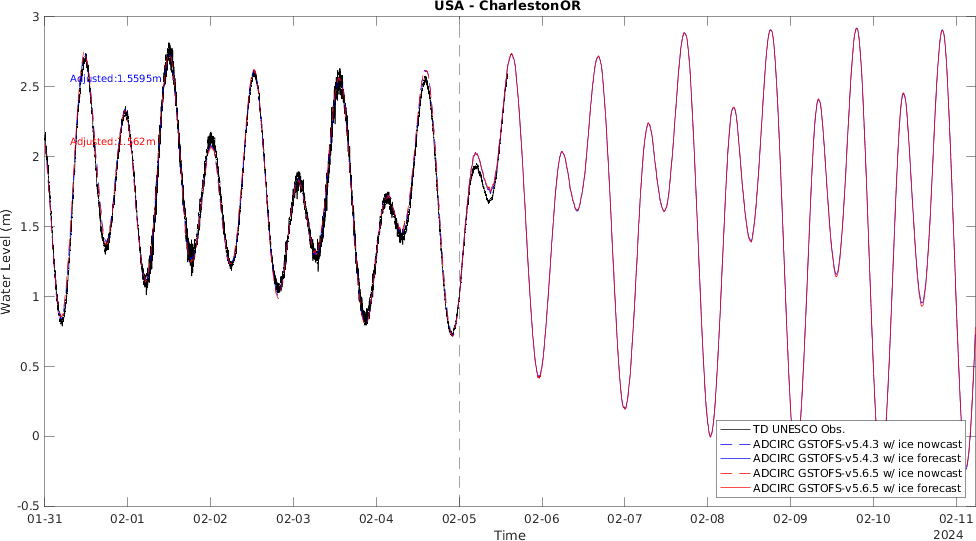 USA - CharlestonOR
3
2.5
2
1.5
1
0.5
0
-0.5
Water Level (m)
Adjusted:1.5595m
Adjusted:1.562m
TD UNESCO Obs.
ADCIRC GSTOFS-v5.4.3 w/ ice nowcast
ADCIRC GSTOFS-v5.4.3 w/ ice forecast
ADCIRC GSTOFS-v5.6.5 w/ ice nowcast
ADCIRC GSTOFS-v5.6.5 w/ ice forecast
01-31 02-01 02-02 02-03 02-04 02-05 02-06 02-07 02-08 02-09 02-10 02-11
Time
2024